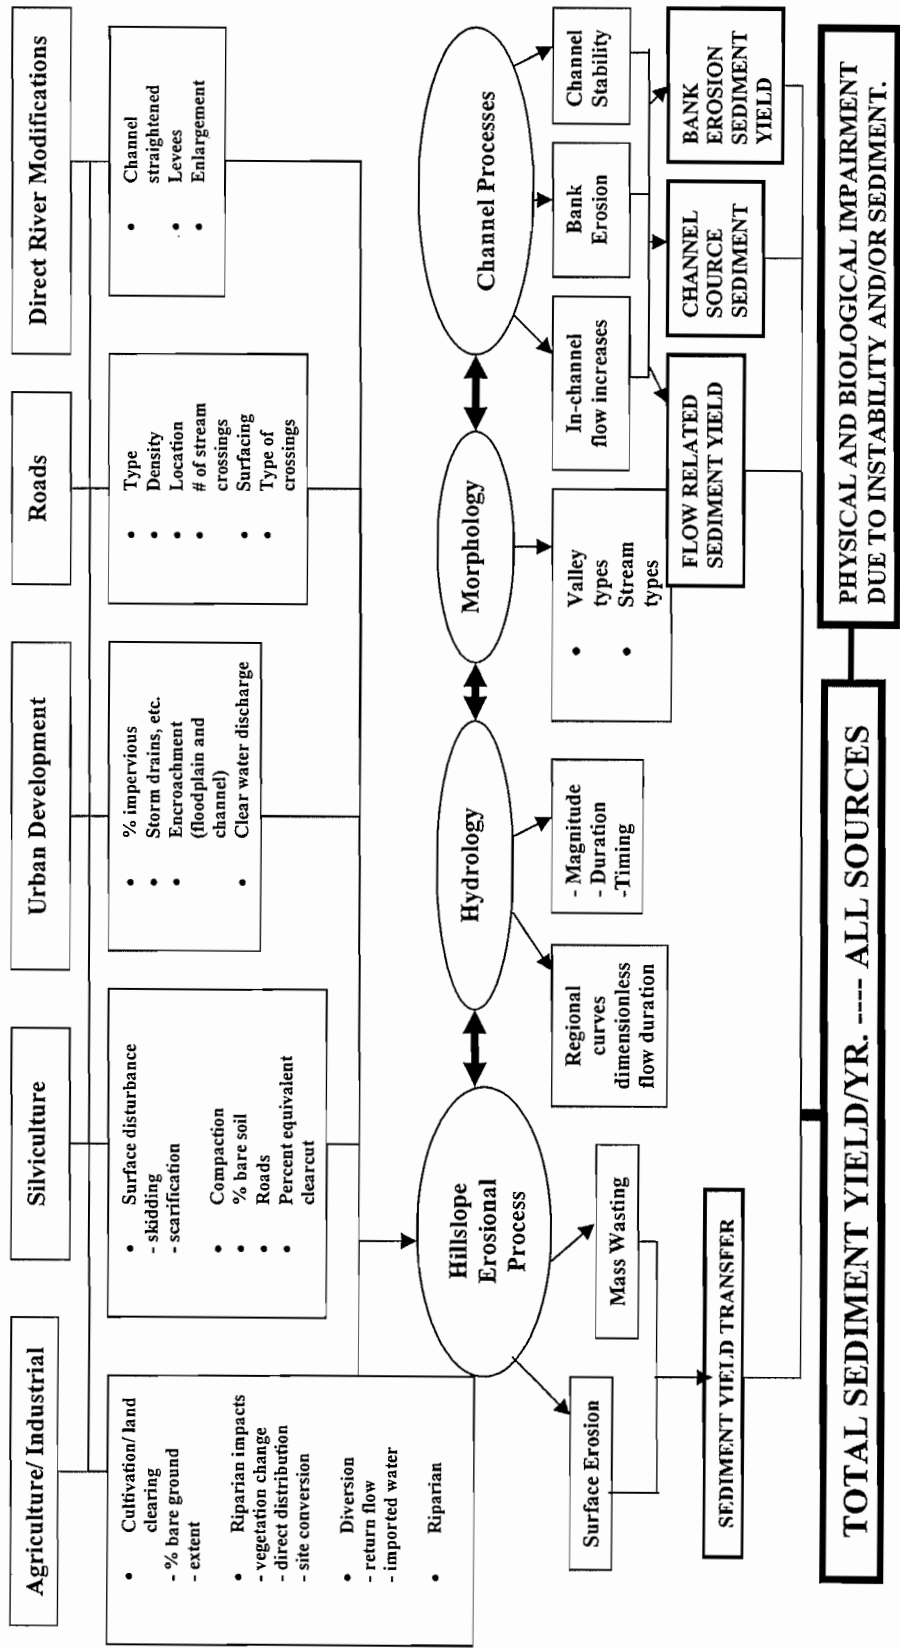 Agriculture/ Industrial
Silviculture
Urban Development
Roads
Direct River Modifications
• Cultivation/ land
clearing
- % bare ground
- extent
• Riparian impacts
- vegetation change
- direct distribution
- site conversion
• Diversion
- return flow
- imported water
• Riparian
• Surface disturbance
- skidding
- scarification
• Compaction
• % bare soil
• Roads
• Percent equivalent
clearcut
• % impervious
• Storm drains, etc.
• Encroachment
(floodplain and
channel)
• Clear water discharge
• Type
• Density
• Location
• # of stream
crossings
• Surfacing
• Type of
crossings
• Channel
straightened
• Levees
• Enlargement
Hillslope
Erosional
Process
Hydrology
Morphology
Channel Processes
Surface Erosion
Mass Wasting
Regional
curves
dimensionless
flow duration
- Magnitude
- Duration
-Timing
• Valley
types
• Stream
types
In-channel
flow increases
Bank
Erosion
Channel
Stability
SEDIMENT YIELD TRANSFER
FLOW RELATED
SEDIMENT YIELD
CHANNEL
SOURCE
SEDIMENT
BANK
EROSION
SEDIMENT
YIELD
TOTAL SEDIMENT YIELD/YR. ---- ALL SOURCES
PHYSICAL AND BIOLOGICAL IMPAIRMENT
DUE TO INSTABILITY AND/OR SEDIMENT.